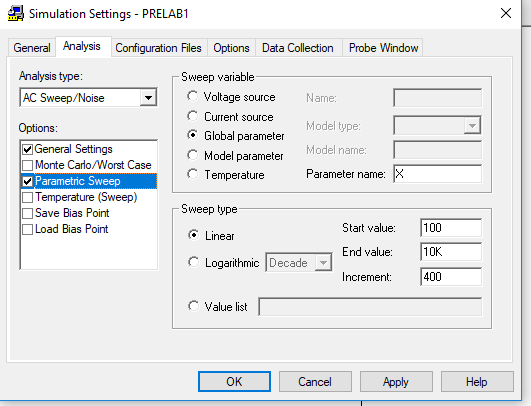 Simulation Settings - PRELAB1
General Analysis Configuration Files Options Data Collection Probe Window
Analysis type:
AC Sweep/Noise
Options:
General Settings
Monte Carlo/Worst Case
Parametric Sweep
Temperature (Sweep)
Save Bias Point
Load Bias Point
Sweep variable
Voltage source Name:
Current source Model type:
Global parameter
Model parameter Model name:
Temperature Parameter name: X
Sweep type
Linear Start value: 100
End value: 10K
Logarithmic Decade Increment: 400
Value list
OK Cancel Apply Help